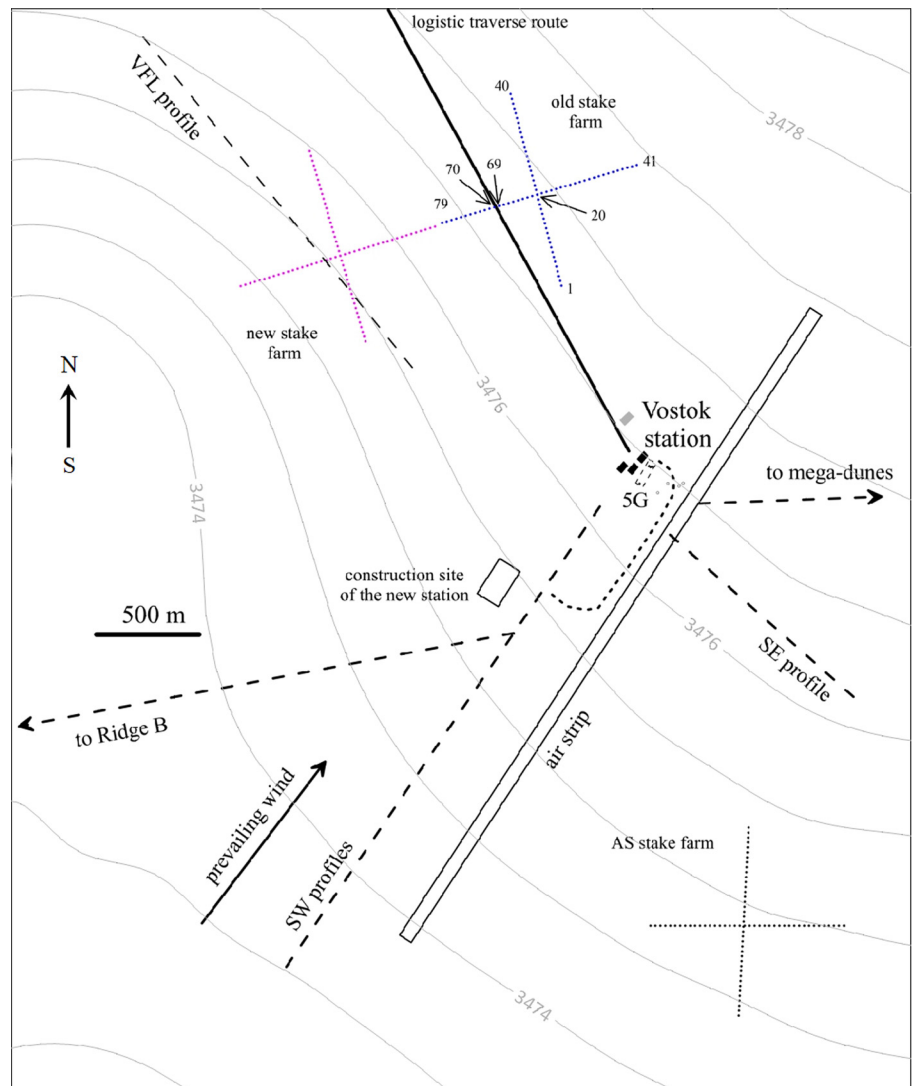 logistic traverse route
VFL profile
40
old stake
farm
3478
70
69
41
79
20
1
new stake
farm
N
S
3476
Vostok
station
to mega-dunes
5G
3474
construction site
of the new station
500 m
3476
SE profile
to Ridge B
air strip
prevailing wind
SW profiles
AS stake farm
3474